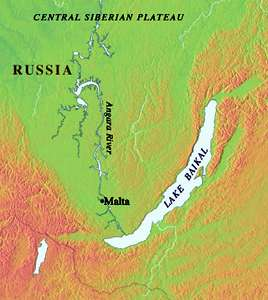 CENTRAL SIBERIAN PLATEAU
RUSSIA
Angara River
Malta
LAKE BAIKAL